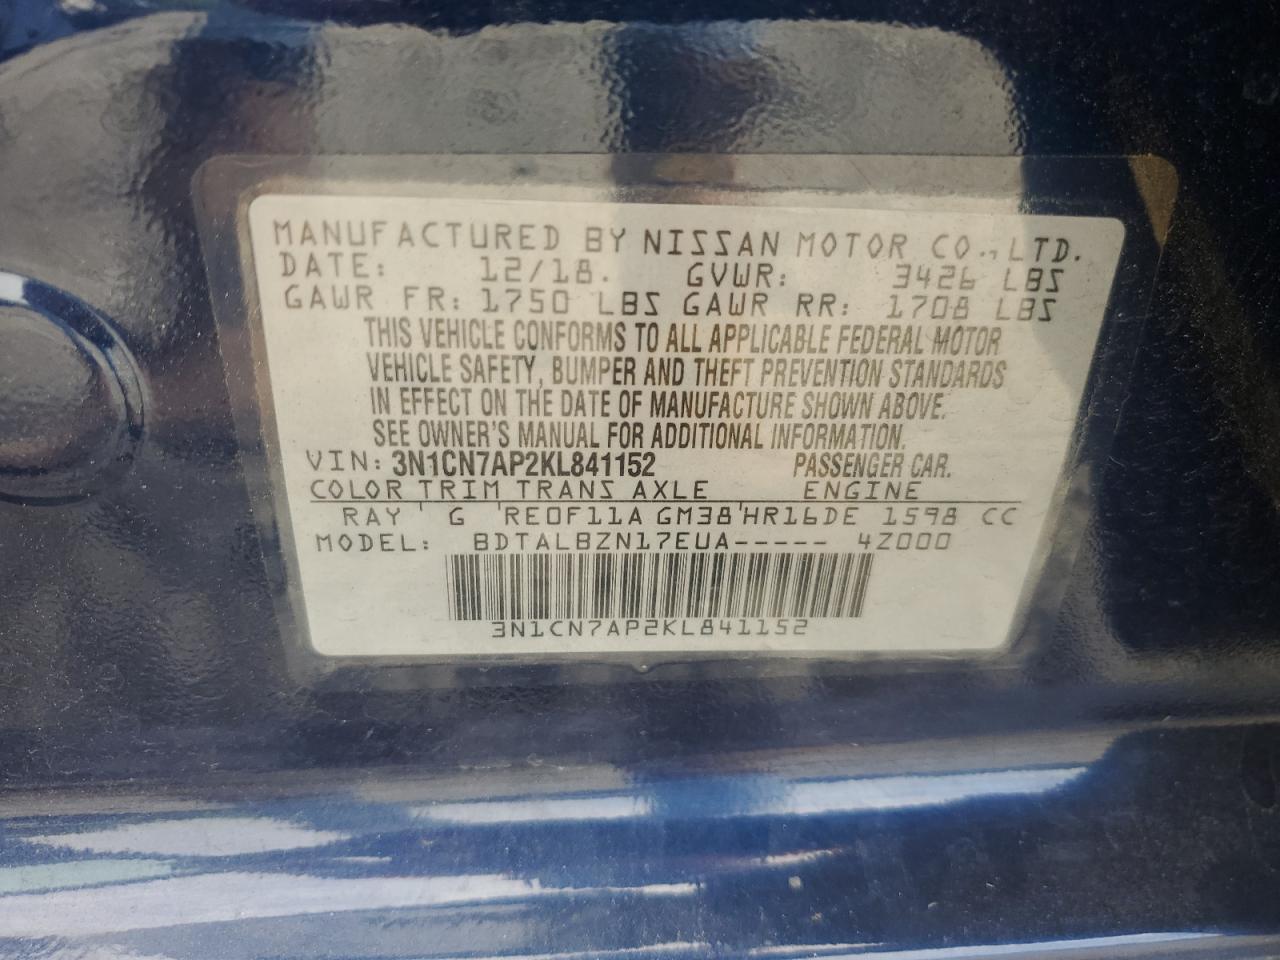 MANUFACTURED BY NISSAN MOTOR CO., LTD.
DATE: 12/18. GVWR: 3426 LBS
GAWR FR: 1750 LBS GAWR RR: 1708 LBS
THIS VEHICLE CONFORMS TO ALL APPLICABLE FEDERAL MOTOR
VEHICLE SAFETY, BUMPER AND THEFT PREVENTION STANDARDS
IN EFFECT ON THE DATE OF MANUFACTURE SHOWN ABOVE.
SEE OWNER'S MANUAL FOR ADDITIONAL INFORMATION.
VIN: 3N1CN7AP2KL841152 PASSENGER CAR.
COLOR TRIM TRANS AXLE ENGINE
RAY ' G ' RE0F11A GM38 ' HR16DE 1598 CC
MODEL: BDTALBZN17EUA----- 4Z000
3N1CN7AP2KL841152